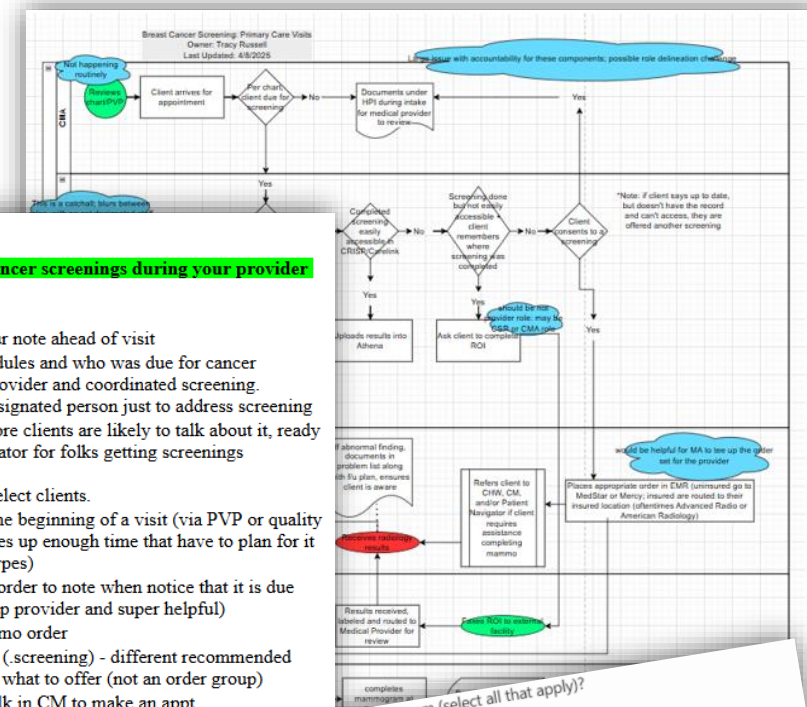 Breast Cancer Screening: Primary Care Visits
Owner: Tracy Russell
Last Updated: 4/8/2025
Large issue with accountability for these components; possible role delineation challenge
Not happening
routinely
Reviews
chart/PVP
CMA
Client arrives for
appointment
Per chart,
client due for
screening
No
Documents under
HPI during intake
for medical provider
to review
Yes
Yes
This is a catchall; blurs between
Completed
screening
easily
accessible in
CRISP/Carelink
No
Screening done
but not easily
accessible +
client
remembers
where
screening was
completed
No
Client
consents to a
screening
*Note: if client says up to date,
but doesn't have the record
and can't access, they are
offered another screening
Yes
Yes
Yes
should be not
provider role: may be
CSR or CMA role
Uploads results into
Athena
Ask client to complete
ROI
If abnormal finding,
documents in
problem list along
with f/u plan, ensures
client is aware
Refers client to
CHW, CM,
and/or Patient
Navigator if client
requires
assistance
completing
mammo
would be helpful for MA to tee up the order
set for the provider
Places appropriate order in EMR (uninsured go to
MedStar or Mercy; insured are routed to their
insured location (oftentimes Advanced Radio or
American Radiology)
Receives radiology
results
Results received,
labeled and routed to
Medical Provider for
review
Faxes ROI to external
facility
completes
mammogram at
ncer screenings during your provider
ur note ahead of visit
dules and who was due for cancer
ovider and coordinated screening.
signated person just to address screening
ore clients are likely to talk about it, ready
ator for folks getting screenings
elect clients.
he beginning of a visit (via PVP or quality
es up enough time that have to plan for it
ypes)
order to note when notice that it is due
p provider and super helpful)
mo order
(.screening) - different recommended
what to offer (not an order group)
lk in CM to make an appt
(select all that apply)?